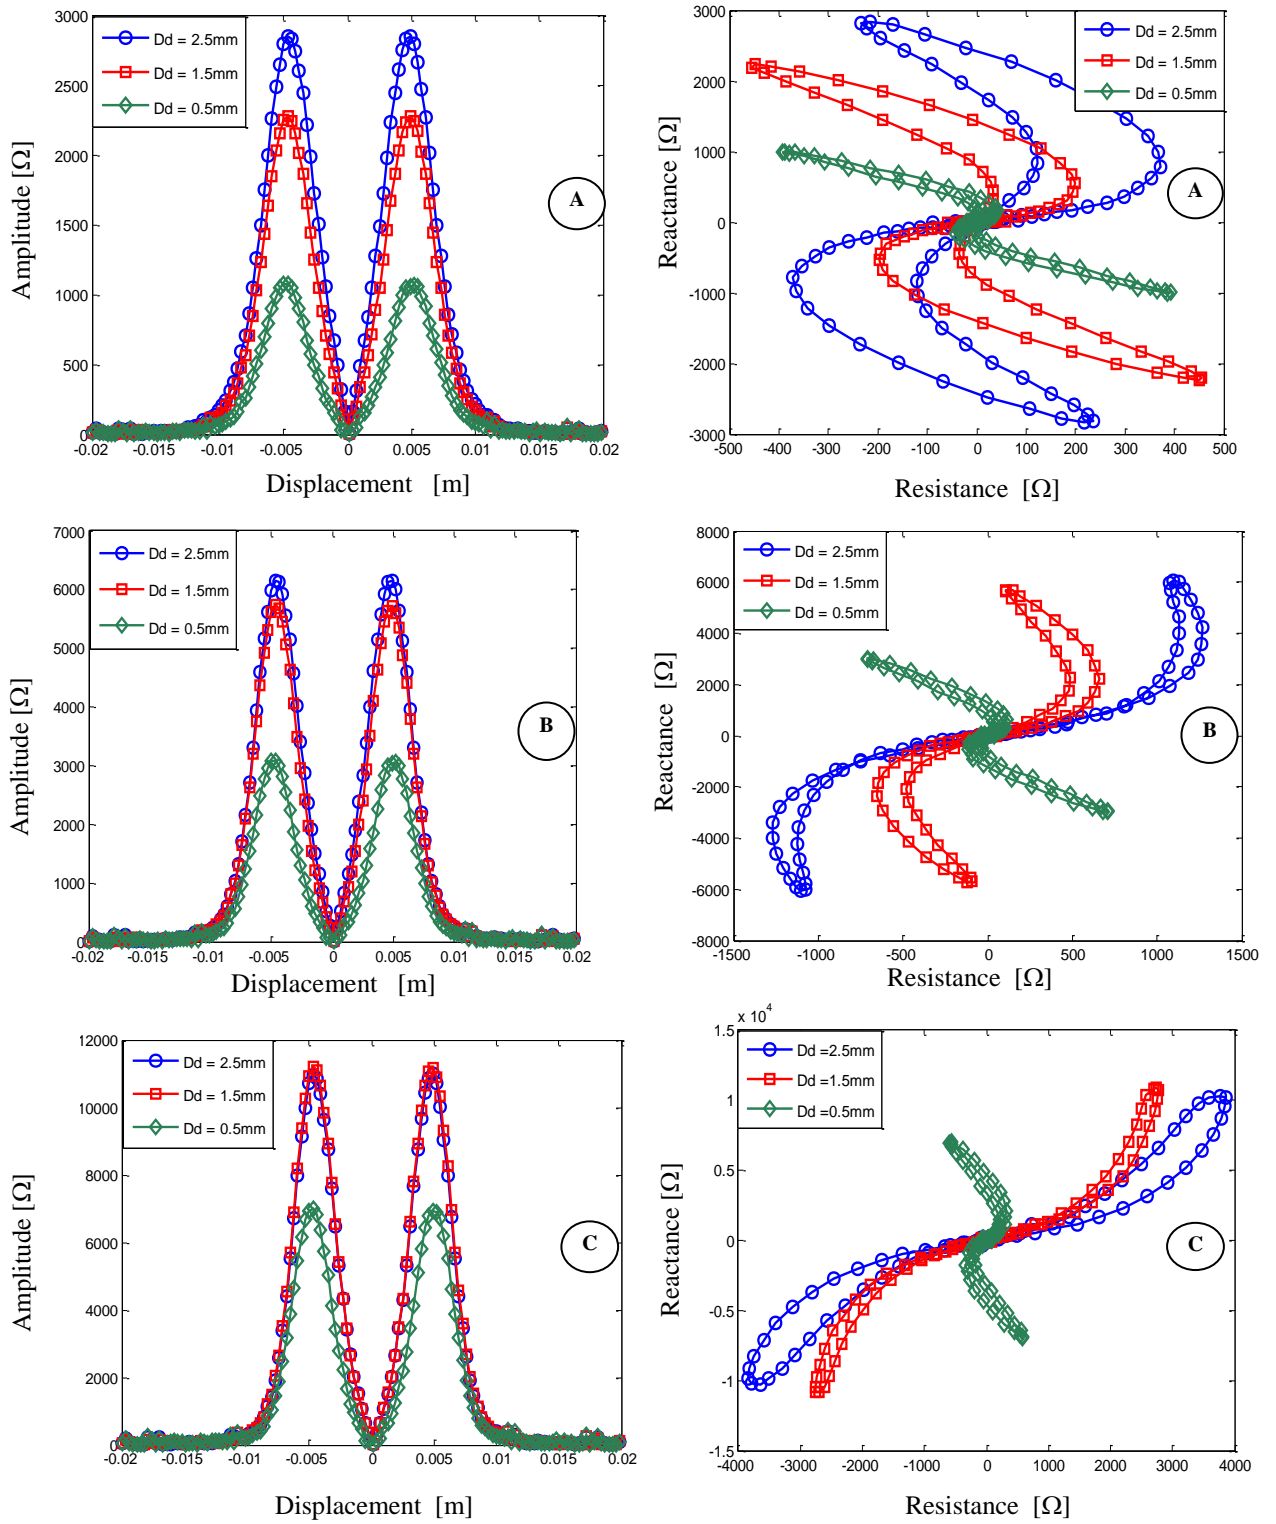 3000
2500
2000
1500
1000
500
0
Amplitude [Ω]
Dd = 2.5mm
Dd = 1.5mm
Dd = 0.5mm
A
-0.02 -0.015 -0.01 -0.005 0 0.005 0.01 0.015 0.02
Displacement [m]
3000
2000
1000
0
-1000
-2000
-3000
Reactance [Ω]
Dd = 2.5mm
Dd = 1.5mm
Dd = 0.5mm
A
-500 -400 -300 -200 -100 0 100 200 300 400 500
Resistance [Ω]
7000
6000
5000
4000
3000
2000
1000
0
Amplitude [Ω]
Dd = 2.5mm
Dd = 1.5mm
Dd = 0.5mm
B
-0.02 -0.015 -0.01 -0.005 0 0.005 0.01 0.015 0.02
Displacement [m]
8000
6000
4000
2000
0
-2000
-4000
-6000
-8000
Reactance [Ω]
Dd = 2.5mm
Dd = 1.5mm
Dd = 0.5mm
B
-1500 -1000 -500 0 500 1000 1500
Resistance [Ω]
12000
10000
8000
6000
4000
2000
0
Amplitude [Ω]
Dd = 2.5mm
Dd = 1.5mm
Dd = 0.5mm
C
-0.02 -0.015 -0.01 -0.005 0 0.005 0.01 0.015 0.02
Displacement [m]
x 10⁴
1.5
1
0.5
0
-0.5
-1
-1.5
Reactance [Ω]
Dd =2.5mm
Dd =1.5mm
Dd =0.5mm
C
-4000 -3000 -2000 -1000 0 1000 2000 3000 4000
Resistance [Ω]